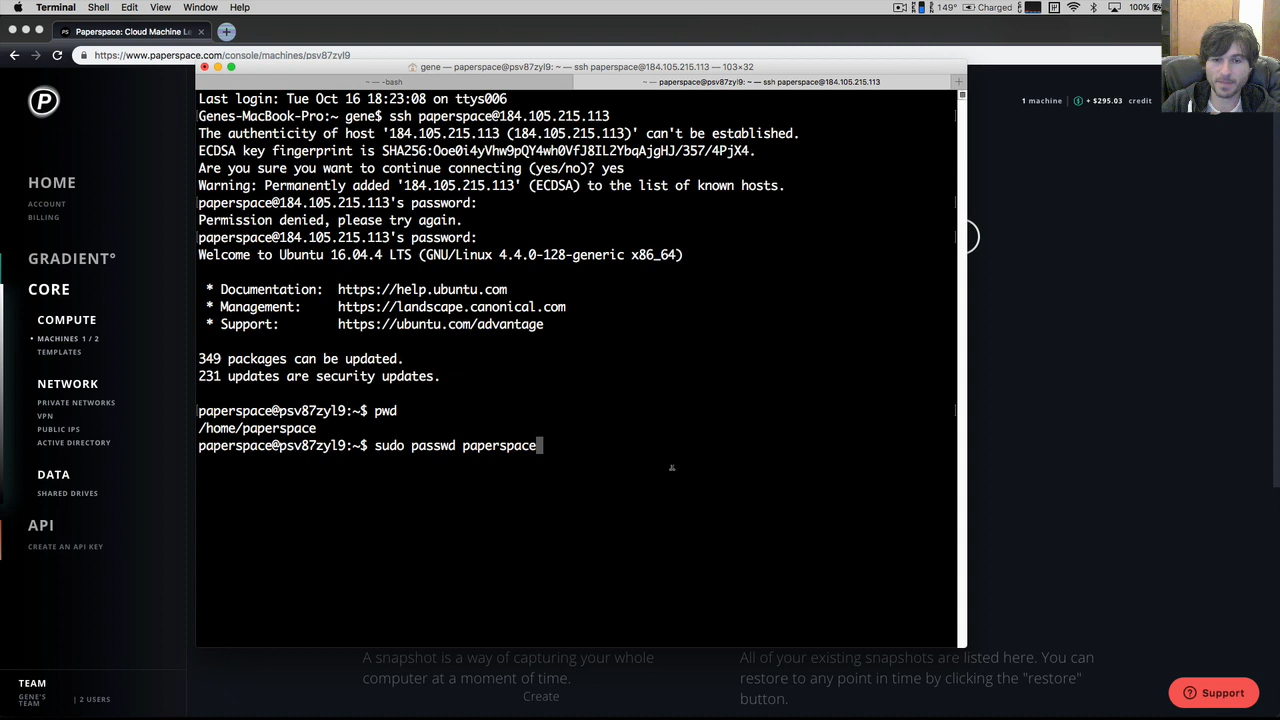 Terminal Shell Edit View Window Help 149° Charged 100%
Paperspace: Cloud Machine Le
https://www.paperspace.com/console/machines/psv87zyl9
gene — paperspace@psv87zyl9: ~ — ssh paperspace@184.105.215.113 — 103×32
~ — -bash
~ — paperspace@psv87zyl9: ~ — ssh paperspace@184.105.215.113
Last login: Tue Oct 16 18:23:08 on ttys006
Genes-MacBook-Pro:~ gene$ ssh paperspace@184.105.215.113
The authenticity of host '184.105.215.113 (184.105.215.113)' can't be established.
ECDSA key fingerprint is SHA256:Ooe0i4yVhw9pQY4wh0VfJ8IL2YbqAjgHJ/357/4PjX4.
Are you sure you want to continue connecting (yes/no)? yes
Warning: Permanently added '184.105.215.113' (ECDSA) to the list of known hosts.
paperspace@184.105.215.113's password:
Permission denied, please try again.
paperspace@184.105.215.113's password:
Welcome to Ubuntu 16.04.4 LTS (GNU/Linux 4.4.0-128-generic x86_64)
* Documentation: https://help.ubuntu.com
* Management: https://landscape.canonical.com
* Support: https://ubuntu.com/advantage
349 packages can be updated.
231 updates are security updates.
paperspace@psv87zyl9:~$ pwd
/home/paperspace
paperspace@psv87zyl9:~$ sudo passwd paperspace
1 machine + $295.03 credit
HOME
ACCOUNT
BILLING
GRADIENT°
CORE
COMPUTE
MACHINES 1 / 2
TEMPLATES
NETWORK
PRIVATE NETWORKS
VPN
PUBLIC IPS
ACTIVE DIRECTORY
DATA
SHARED DRIVES
API
CREATE AN API KEY
TEAM
GENE'S
TEAM
| 2 USERS
A snapshot is a way of capturing your whole
computer at a moment of time.
Create
All of your existing snapshots are listed here. You can
restore to any point in time by clicking the "restore"
button.
Support